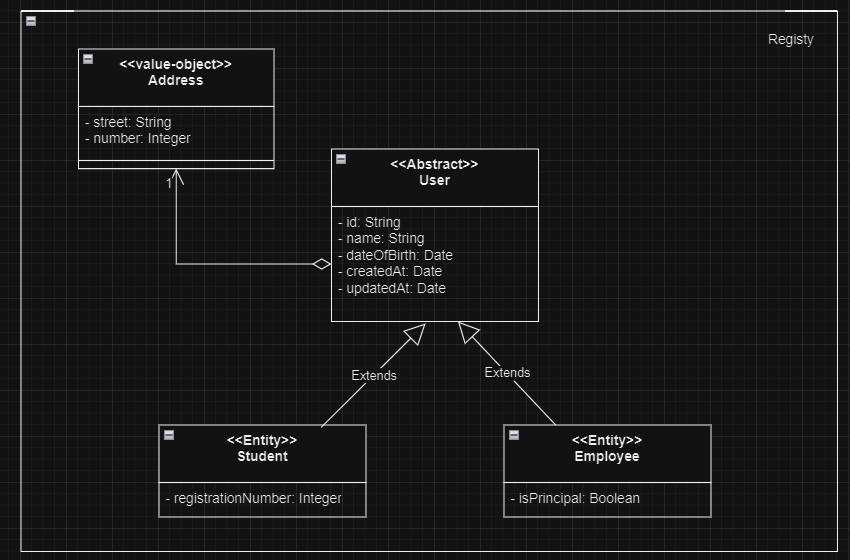 Registy
<<value-object>>
Address
- street: String
- number: Integer
1
<<Abstract>>
User
- id: String
- name: String
- dateOfBirth: Date
- createdAt: Date
- updatedAt: Date
Extends
Extends
<<Entity>>
Student
- registrationNumber: Integer
<<Entity>>
Employee
- isPrincipal: Boolean